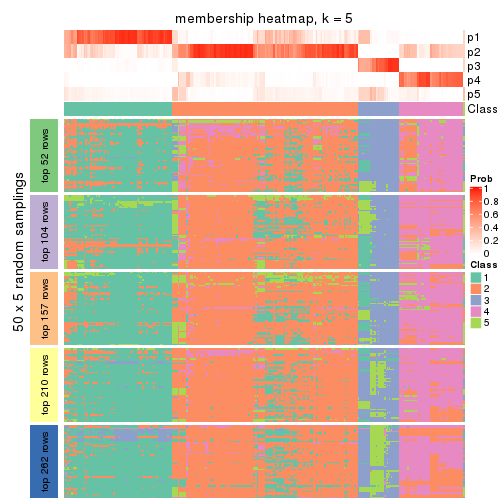 membership heatmap, k = 5
p1
p2
p3
p4
p5
Class
50 x 5 random samplings
top 52 rows
top 104 rows
top 157 rows
top 210 rows
top 262 rows
Prob
1
0.8
0.6
0.4
0.2
0
Class
1
2
3
4
5